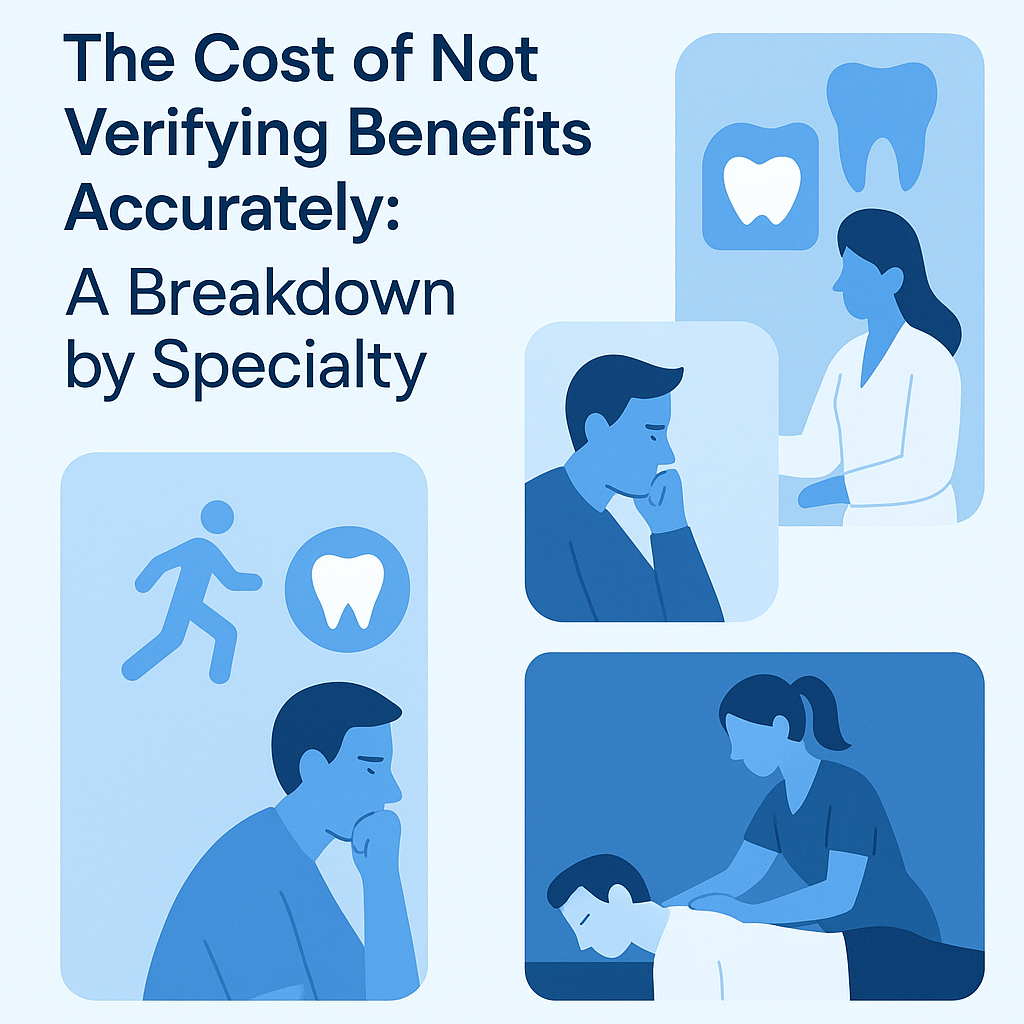 The Cost of Not
Verifying Benefits
Accurately:
A Breakdown
by Specialty